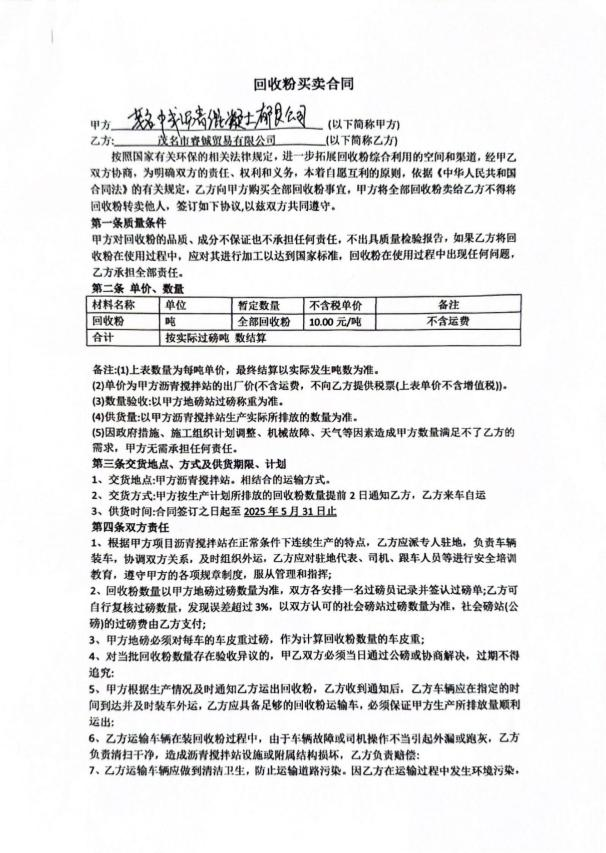 回收粉买卖合同
甲方 茂名中 沥青混凝土有限公司 (以下简称甲方)
乙方: 茂名市睿铖贸易有限公司 (以下简称乙方)
按照国家有关环保的相关法律规定，进一步拓展回收粉综合利用的空间和渠道，经甲乙
双方协商，为明确双方的责任、权利和义务，本着自愿互利的原则，依据《中华人民共和国
合同法》的有关规定，乙方向甲方购买全部回收粉事宜，甲方将全部回收粉卖给乙方不得将
回收粉转卖他人，签订如下协议,以兹双方共同遵守。
第一条质量条件
甲方对回收粉的品质、成分不保证也不承担任何责任，不出具质量检验报告，如果乙方将回
收粉在使用过程中，应对其进行加工以达到国家标准，回收粉在使用过程中出现任何问题，
乙方承担全部责任。
第二条 单价、数量
材料名称 单位 暂定数量 不含税单价 备注
回收粉 吨 全部回收粉 10.00 元/吨 不含运费
合计 按实际过磅吨 数结算
备注:(1)上表数量为每吨单价，最终结算以实际发生吨数为准。
(2)单价为甲方沥青搅拌站的出厂价(不含运费，不向乙方提供税票(上表单价不含增值税))。
(3)数量验收:以甲方地磅站过磅称重为准。
(4)供货量:以甲方沥青搅拌站生产实际所排放的数量为准。
(5)因政府措施、施工组织计划调整、机械故障、天气等因素造成甲方数量满足不了乙方的
需求，甲方无需承担任何责任。
第三条交货地点、方式及供货期限、计划
1、交货地点:甲方沥青搅拌站。相结合的运输方式。
2、交货方式:甲方按生产计划所排放的回收粉数量提前 2 日通知乙方，乙方来车自运
3、供货时间:合同签订之日起至 2025 年 5 月 31 日止
第四条双方责任
1、根据甲方项目沥青搅拌站在正常条件下连续生产的特点，乙方应派专人驻地，负责车辆
装车，协调双方关系，及时组织外运，乙方应对驻地代表、司机、跟车人员等进行安全培训
教育，遵守甲方的各项规章制度，服从管理和指挥;
2、回收粉数量以甲方地磅过磅数量为准，双方各安排一名过磅员记录并签认过磅单;乙方可
自行复核过磅数量，发现误差超过 3%，以双方认可的社会磅站过磅数量为准，社会磅站(公
磅)的过磅费由乙方支付;
3、甲方地磅必须对每车的车皮重过磅，作为计算回收粉数量的车皮重;
4、对当批回收粉数量存在验收异议的，甲乙双方必须当日通过公磅或协商解决，过期不得
追究:
5、甲方根据生产情况及时通知乙方运出回收粉，乙方收到通知后，乙方车辆应在指定的时
间到达并及时装车外运，乙方应具备足够的回收粉运输车，必须保证甲方生产所排放量顺利
运出:
6、乙方运输车辆在装回收粉过程中，由于车辆故障或司机操作不当引起外漏或跑灰，乙方
负责清扫干净，造成沥青搅拌站设施或附属结构损坏，乙方负责赔偿:
7、乙方运输车辆应做到清洁卫生，防止运输道路污染。因乙方在运输过程中发生环境污染，